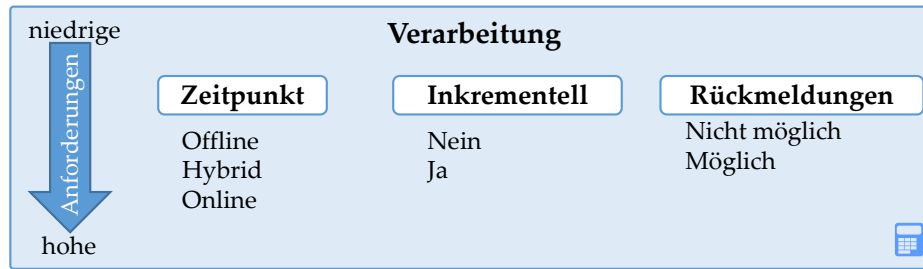 niedrige
Verarbeitung
Anforderungen
Zeitpunkt
Inkrementell
Rückmeldungen
Offline
Nein
Nicht möglich
Hybrid
Ja
Möglich
Online
hohe